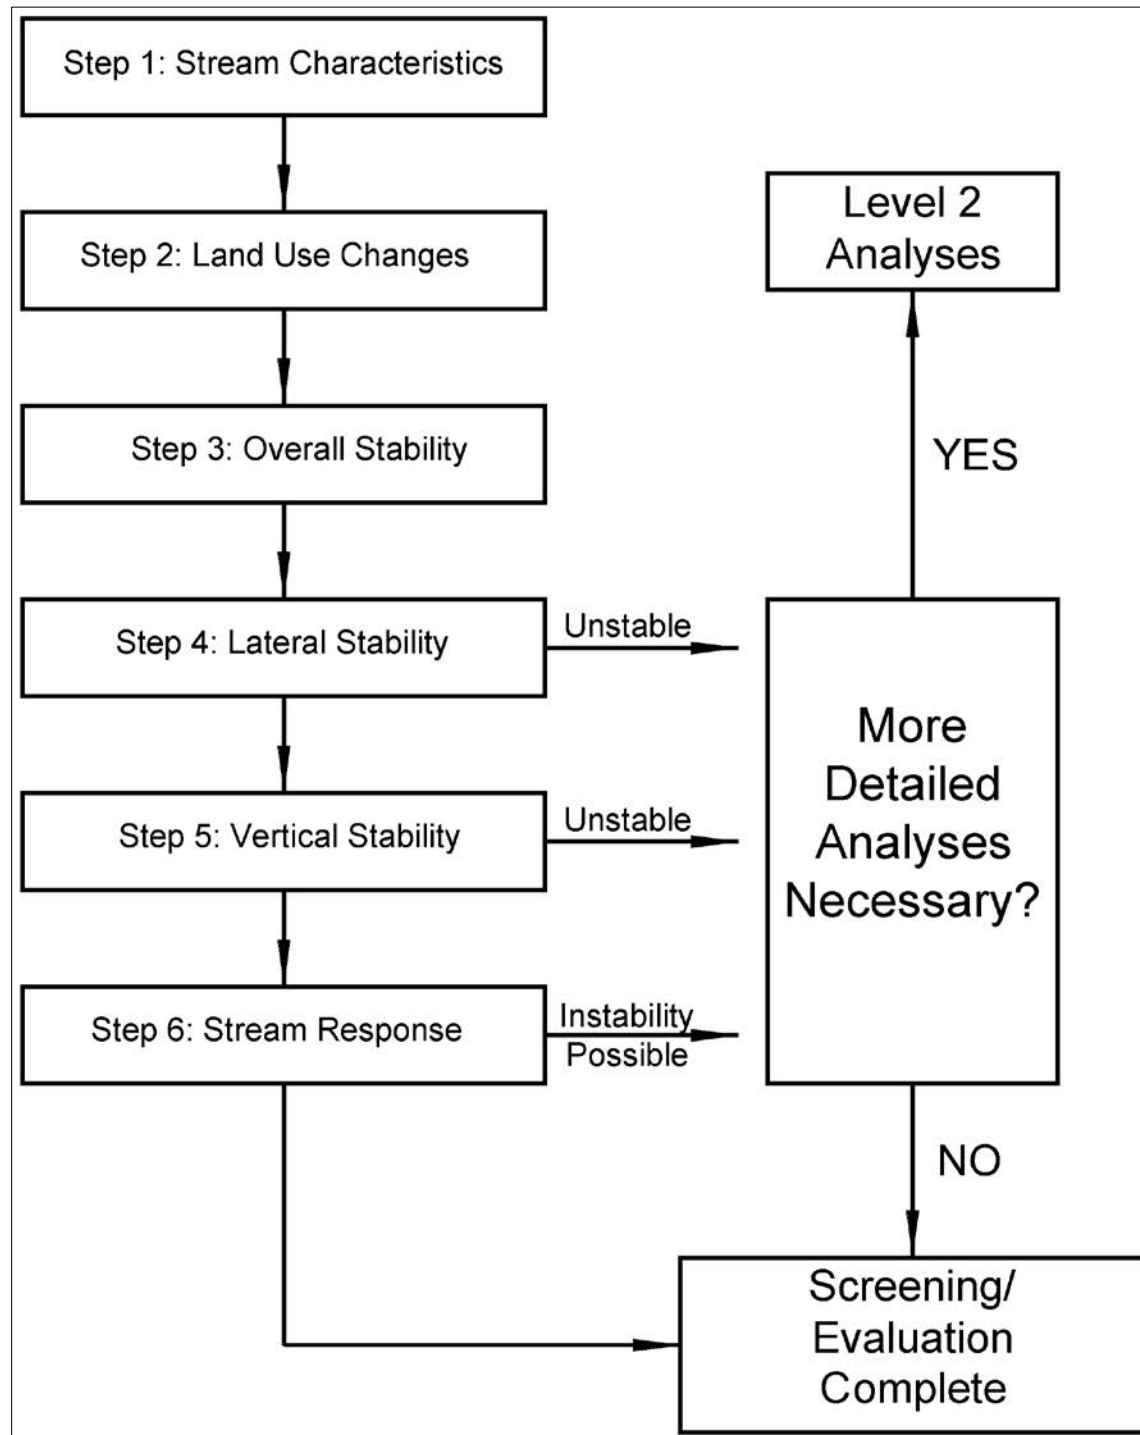 Step 1: Stream Characteristics
Step 2: Land Use Changes
Step 3: Overall Stability
Step 4: Lateral Stability
Unstable
Step 5: Vertical Stability
Unstable
Step 6: Stream Response
Instability
Possible
Level 2
Analyses
YES
More
Detailed
Analyses
Necessary?
NO
Screening/
Evaluation
Complete